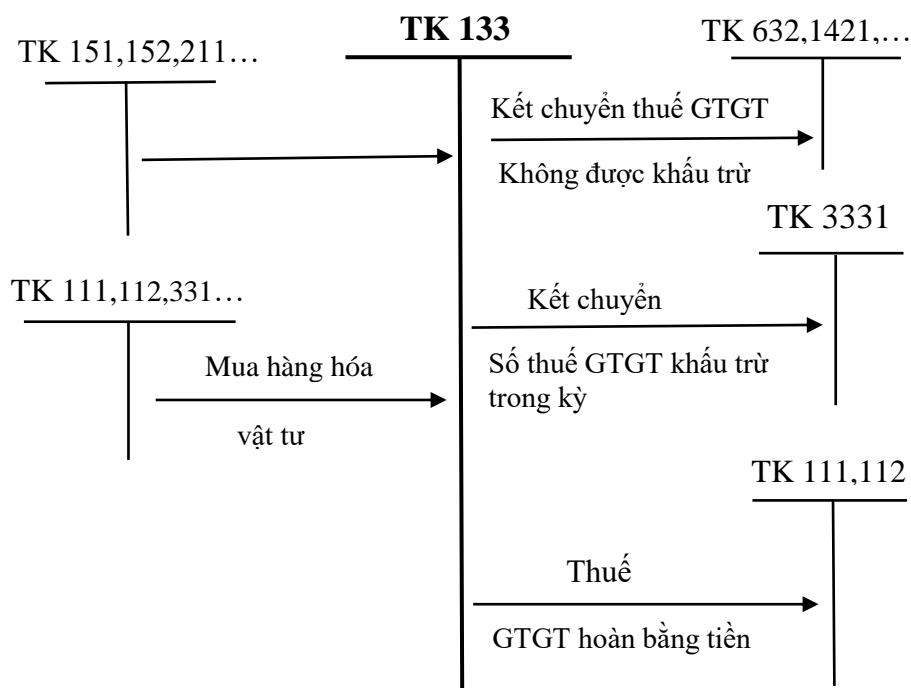 TK 133
TK 632,1421,…
TK 151,152,211…
Kết chuyển thuế GTGT
Không được khấu trừ
TK 3331
TK 111,112,331…
Kết chuyển
Mua hàng hóa
Số thuế GTGT khấu trừ
trong kỳ
vật tư
TK 111,112
Thuế
GTGT hoàn bằng tiền